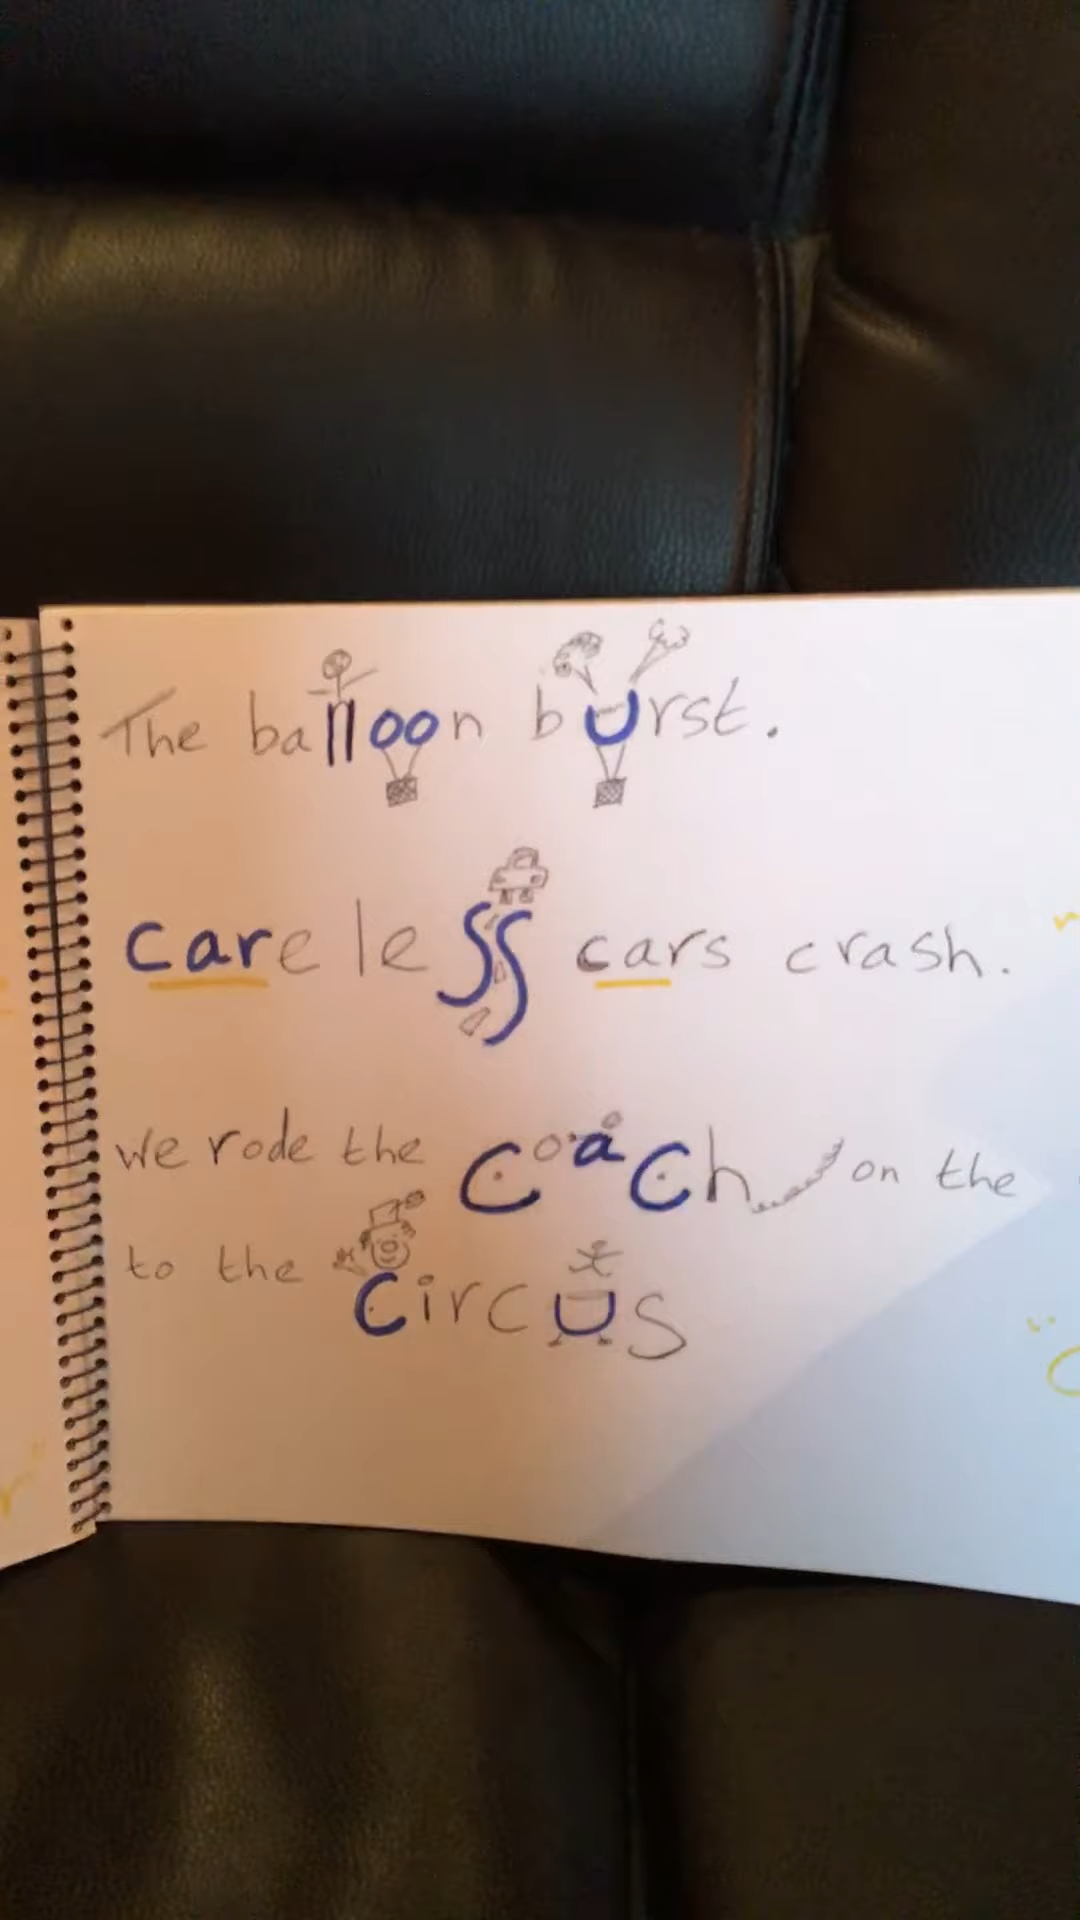 The balloon burst.
careless cars crash.
we rode the coach on the
to the circus